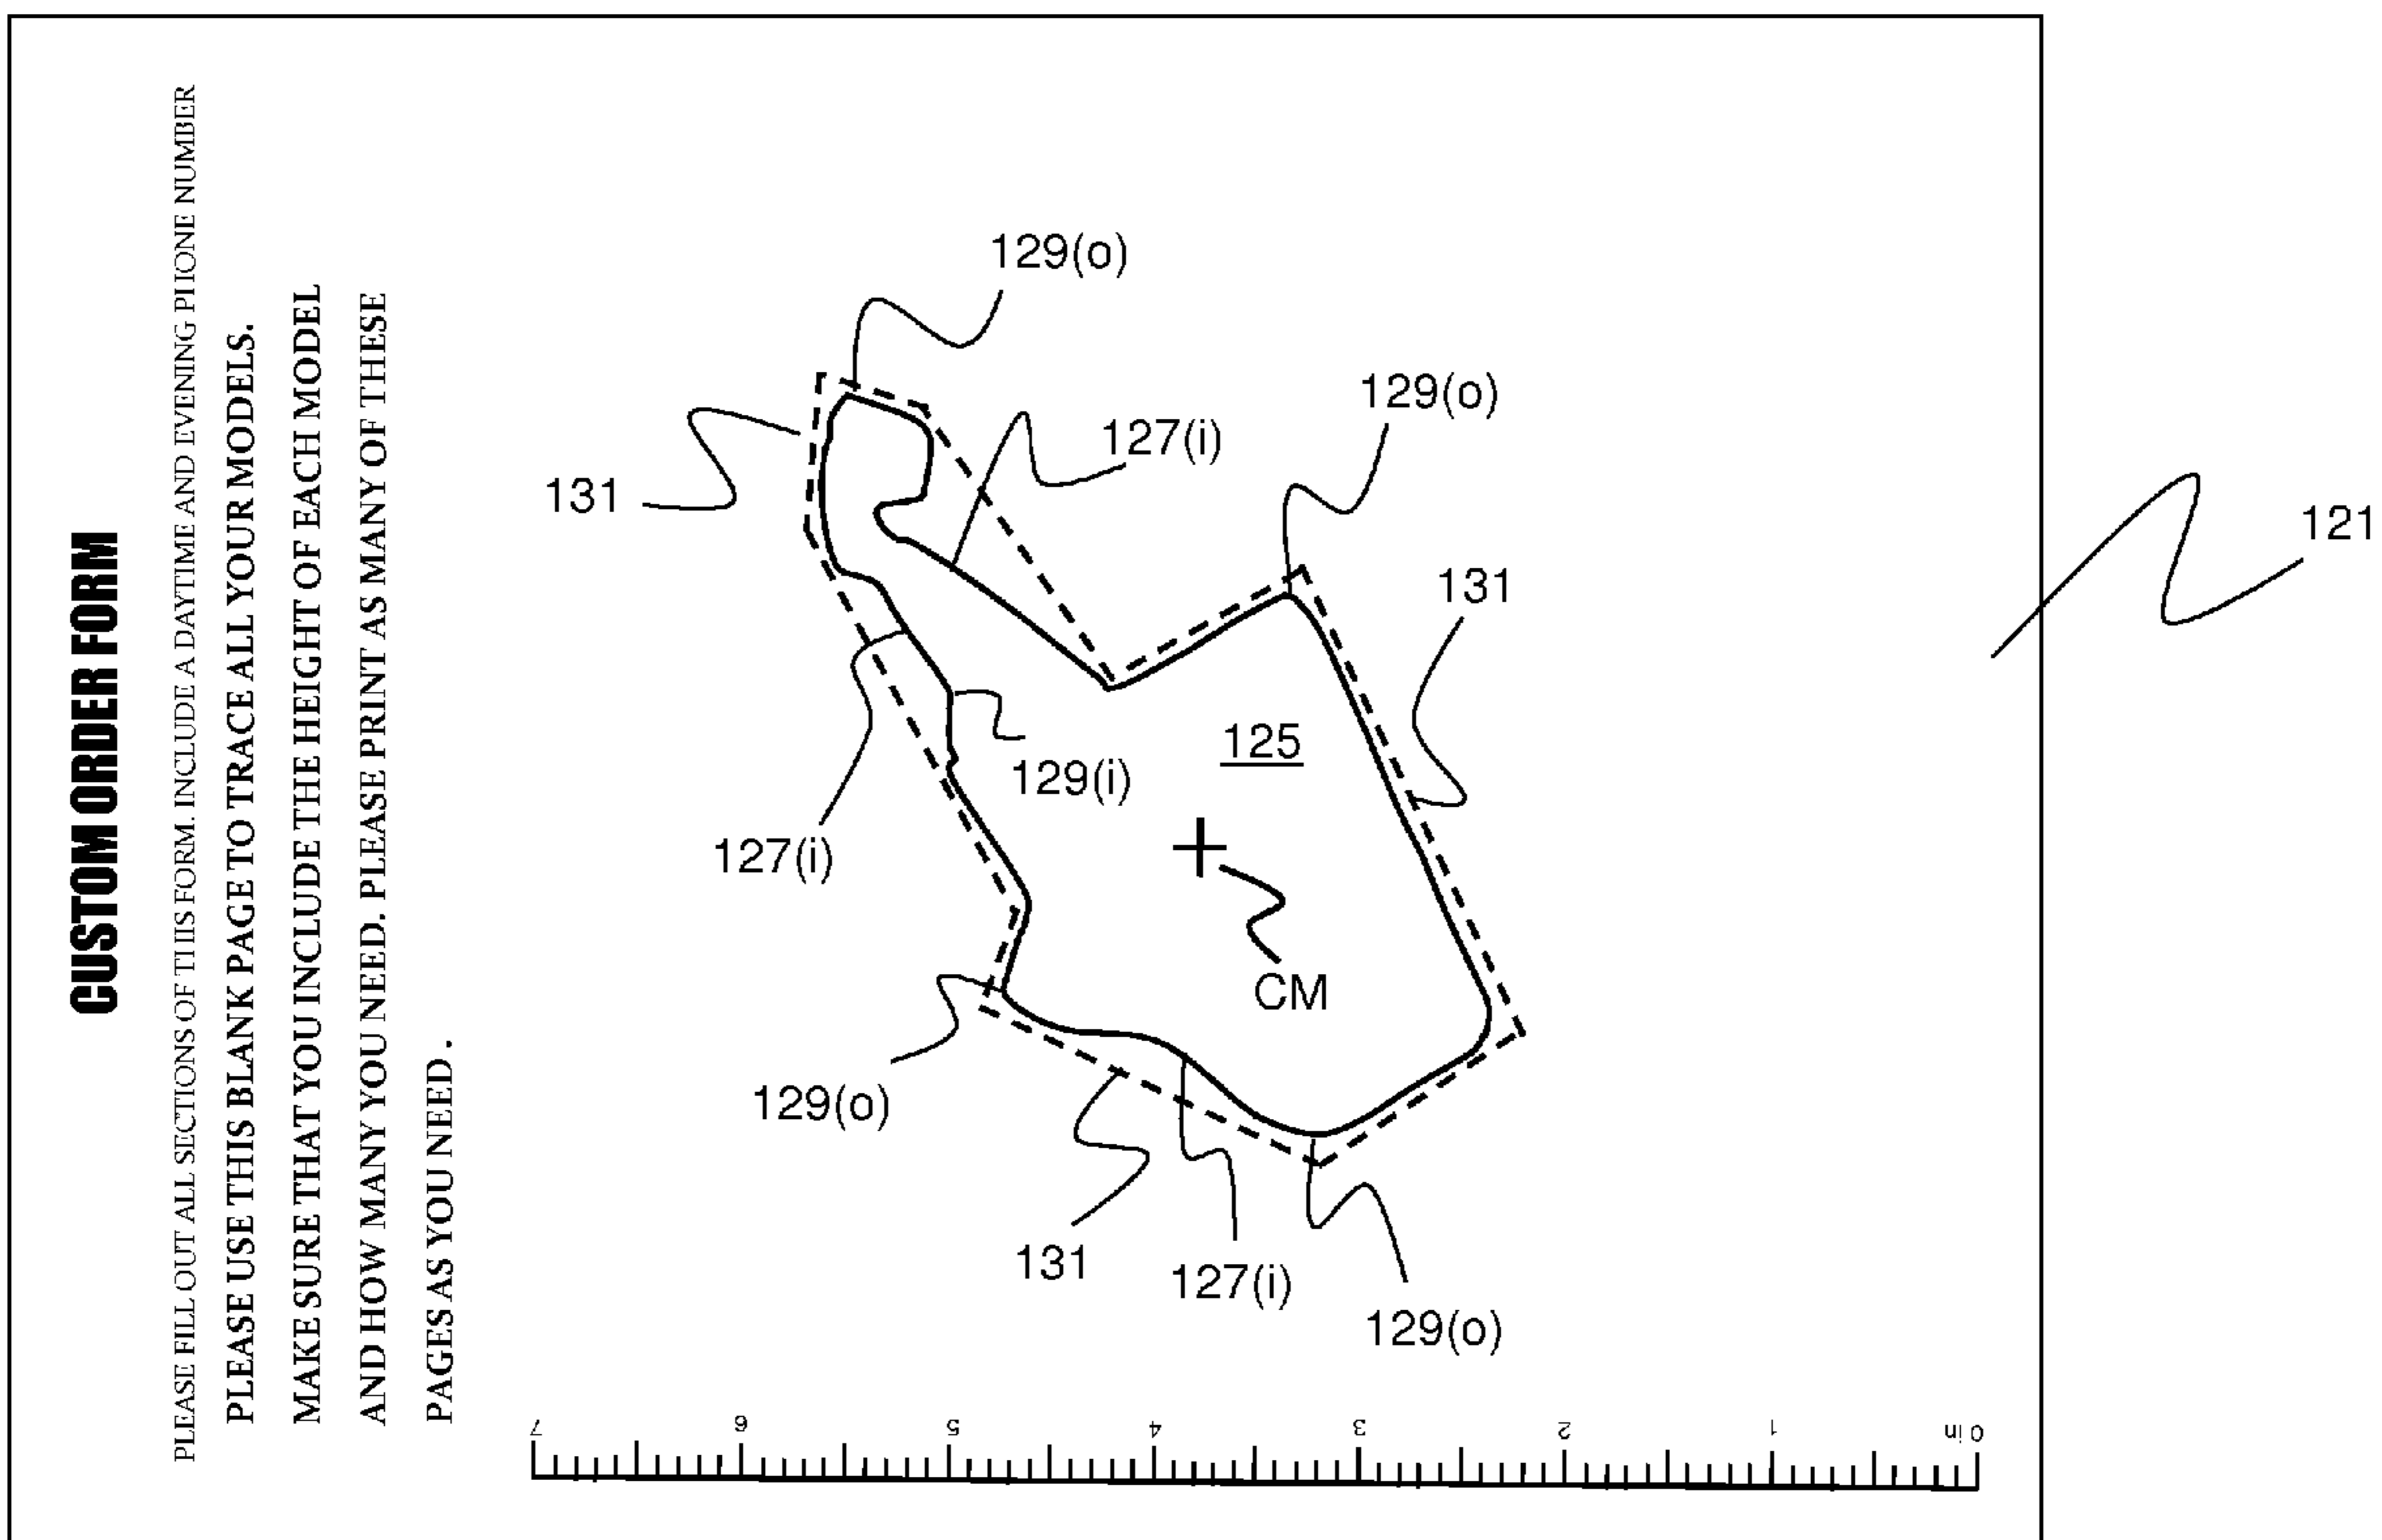 CUSTOM ORDER FORM
PLEASE FILL OUT ALL SECTIONS OF TIIIS FORM. INCLUDE A DAYTIME AND EVENING PIIONE NUMBER
PLEASE USE THIS BLANK PAGE TO TRACE ALL YOUR MODELS.
MAKE SURE THAT YOU INCLUDE THE HEIGHT OF EACH MODEL
AND HOW MANY YOU NEED. PLEASE PRINT AS MANY OF THESE
PAGES AS YOU NEED.
129(o)
129(o)
127(i)
131
121
131
125
129(i)
127(i)
CM
129(o)
131
127(i)
129(o)
7 6 5 4 3 2 1 0 in